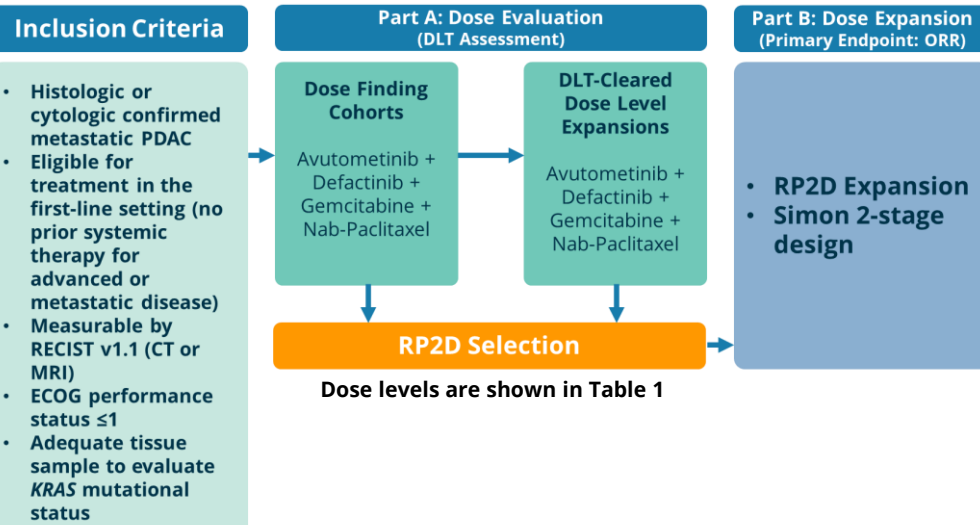 Inclusion Criteria
• Histologic or
cytologic confirmed
metastatic PDAC
• Eligible for
treatment in the
first-line setting (no
prior systemic
therapy for
advanced or
metastatic disease)
• Measurable by
RECIST v1.1 (CT or
MRI)
• ECOG performance
status ≤1
• Adequate tissue
sample to evaluate
KRAS mutational
status
Part A: Dose Evaluation
(DLT Assessment)
Dose Finding
Cohorts
Avutometinib +
Defactinib +
Gemcitabine +
Nab-Paclitaxel
DLT-Cleared
Dose Level
Expansions
Avutometinib +
Defactinib +
Gemcitabine +
Nab-Paclitaxel
RP2D Selection
Dose levels are shown in Table 1
Part B: Dose Expansion
(Primary Endpoint: ORR)
• RP2D Expansion
• Simon 2-stage
design